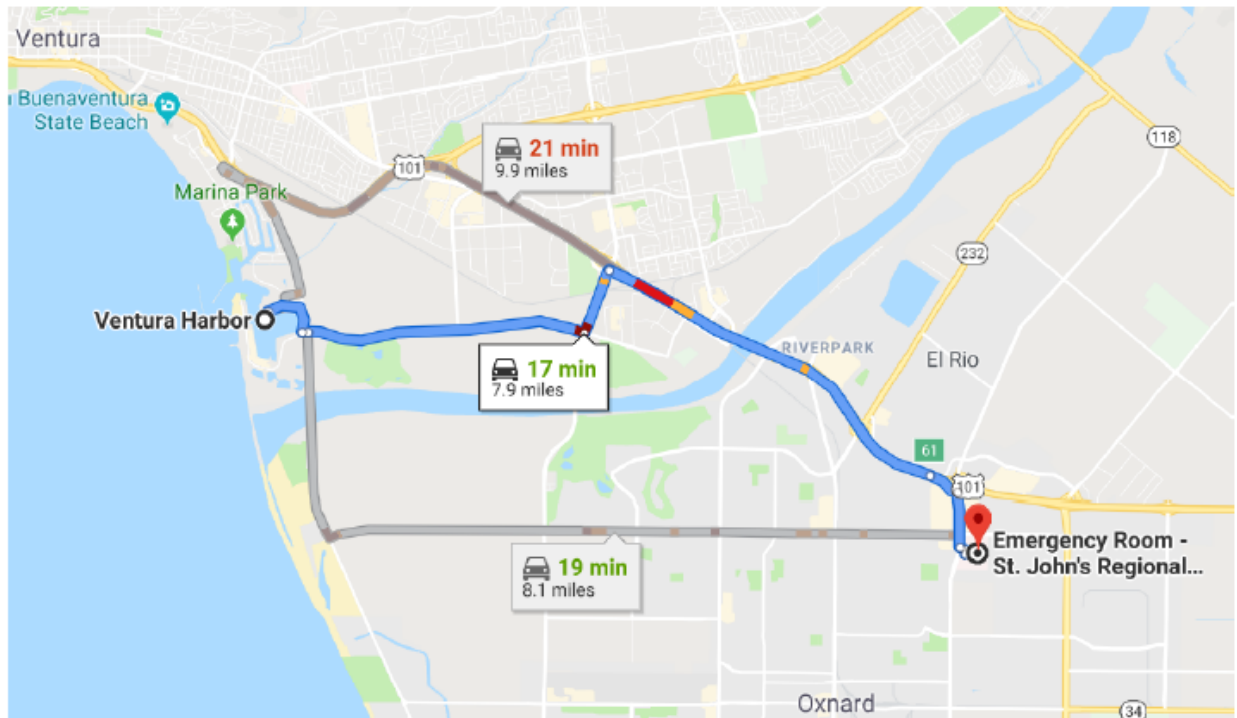 Ventura
Buenaventura
State Beach
101
21 min
9.9 miles
118
Marina Park
232
Ventura Harbor
RIVERPARK
El Rio
17 min
7.9 miles
61
101
Emergency Room -
St. John's Regional...
19 min
8.1 miles
Oxnard
34